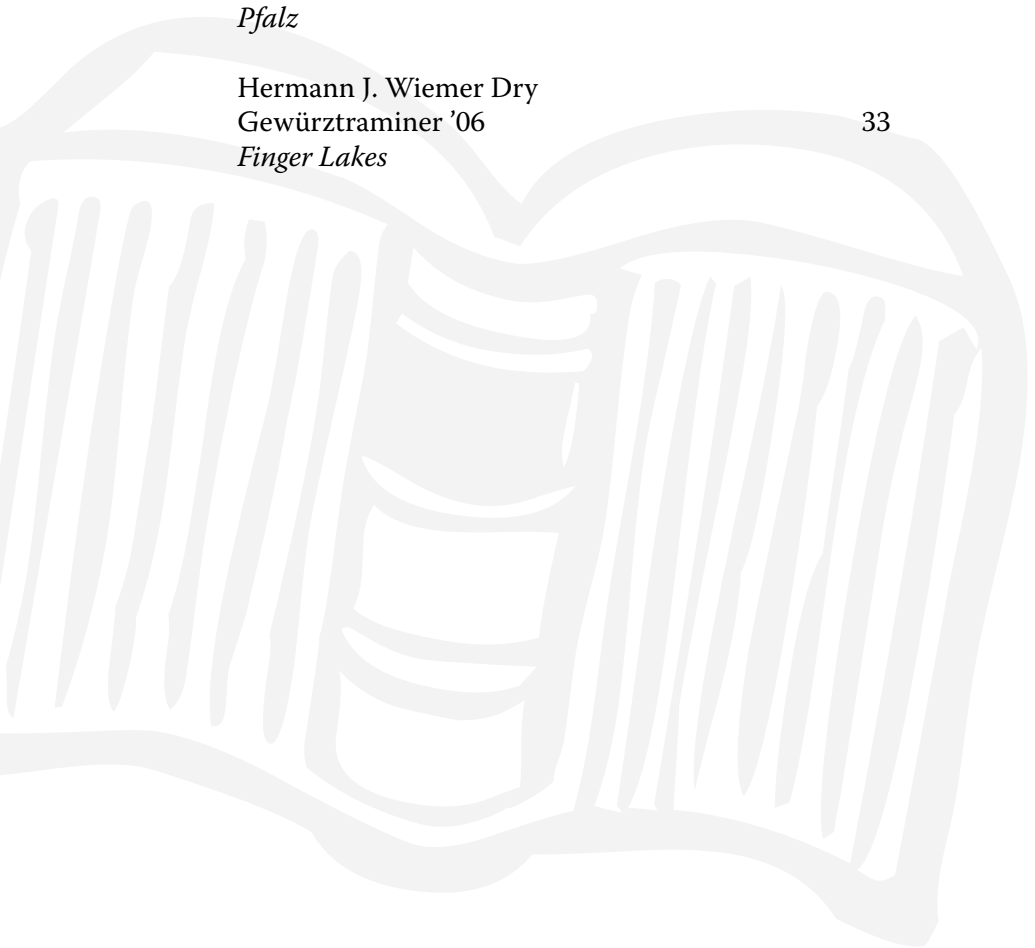 Pfalz
Hermann J. Wiemer Dry
Gewürztraminer ’06 33
Finger Lakes